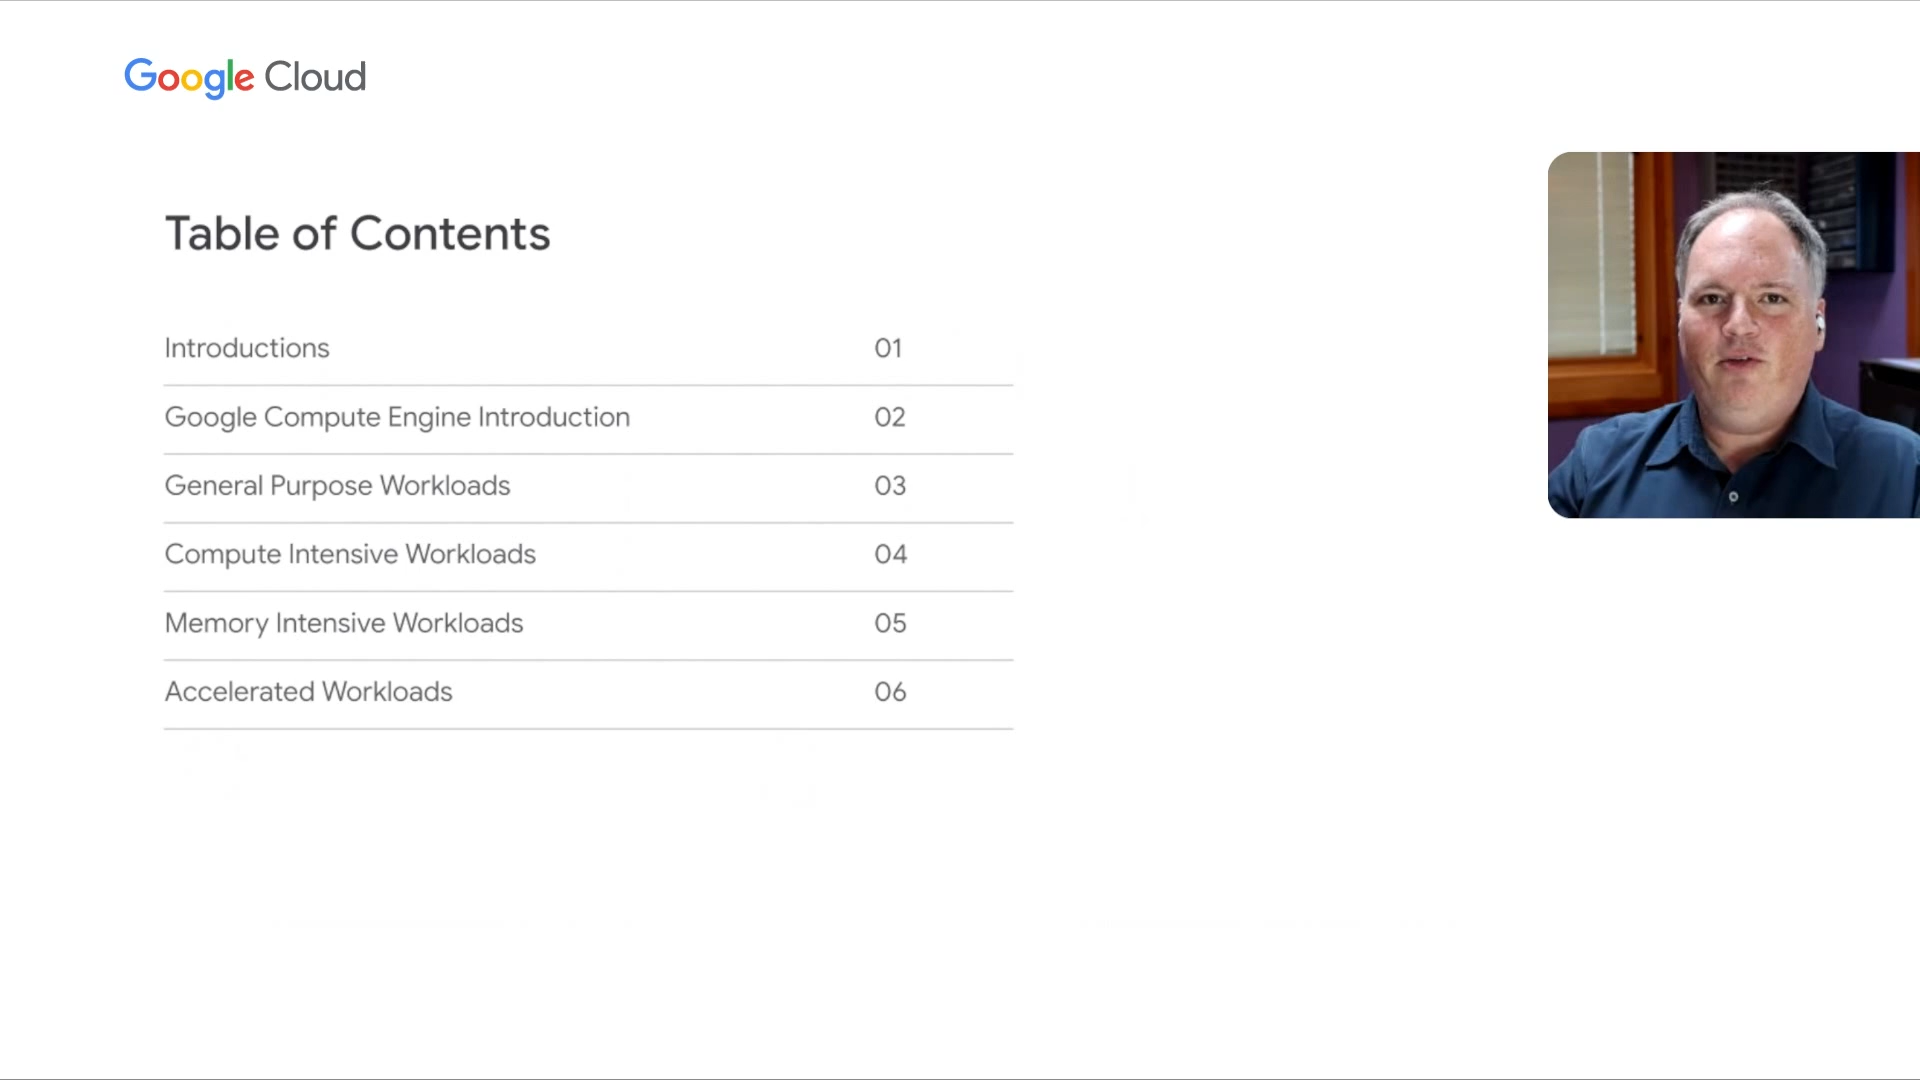 Google Cloud
Table of Contents
Introductions 01
Google Compute Engine Introduction 02
General Purpose Workloads 03
Compute Intensive Workloads 04
Memory Intensive Workloads 05
Accelerated Workloads 06